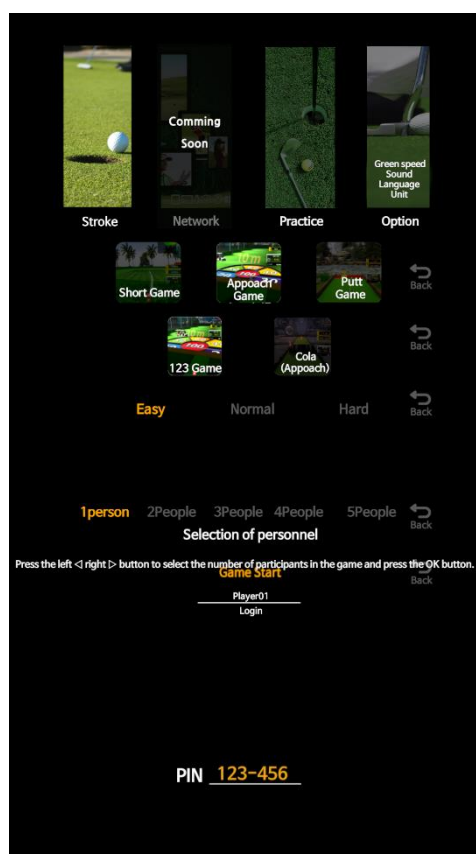 Comming
Soon
Green speed
Sound
Language
Unit
Stroke
Network
Practice
Option
Short Game
Appoach
Game
Putt
Game
Back
123 Game
Cola
(Appoach)
Back
Easy
Normal
Hard
Back
1person
2People
3People
4People
5People
Back
Selection of personnel
Press the left ◁ right ▷ button to select the number of participants in the game and press the OK button.
Game Start
Back
Player01
Login
PIN 123-456